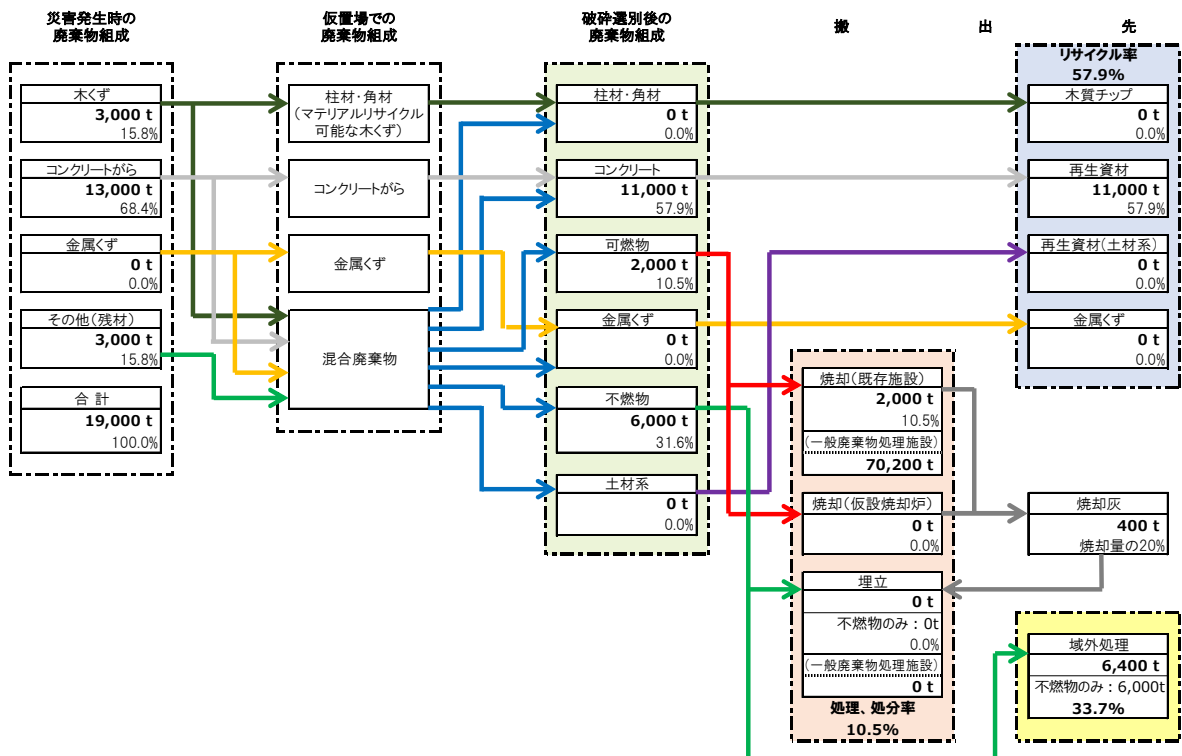 災害発生時の
廃棄物組成
木くず
3,000 t
15.8%
コンクリートがら
13,000 t
68.4%
金属くず
0 t
0.0%
その他(残材)
3,000 t
15.8%
合 計
19,000 t
100.0%
仮置場での
廃棄物組成
柱材・角材
(マテリアルリサイクル
可能な木くず)
コンクリートがら
金属くず
混合廃棄物
破砕選別後の
廃棄物組成
柱材・角材
0 t
0.0%
コンクリート
11,000 t
57.9%
可燃物
2,000 t
10.5%
金属くず
0 t
0.0%
不燃物
6,000 t
31.6%
土材系
0 t
0.0%
搬 出 先
焼却(既存施設)
2,000 t
10.5%
(一般廃棄物処理施設)
70,200 t
焼却(仮設焼却炉)
0 t
0.0%
埋立
0 t
不燃物のみ:0t
0.0%
(一般廃棄物処理施設)
0 t
処理、処分率
10.5%
リサイクル率
57.9%
木質チップ
0 t
0.0%
再生資材
11,000 t
57.9%
再生資材(土材系)
0 t
0.0%
金属くず
0 t
0.0%
焼却灰
400 t
焼却量の20%
域外処理
6,400 t
不燃物のみ:6,000t
33.7%